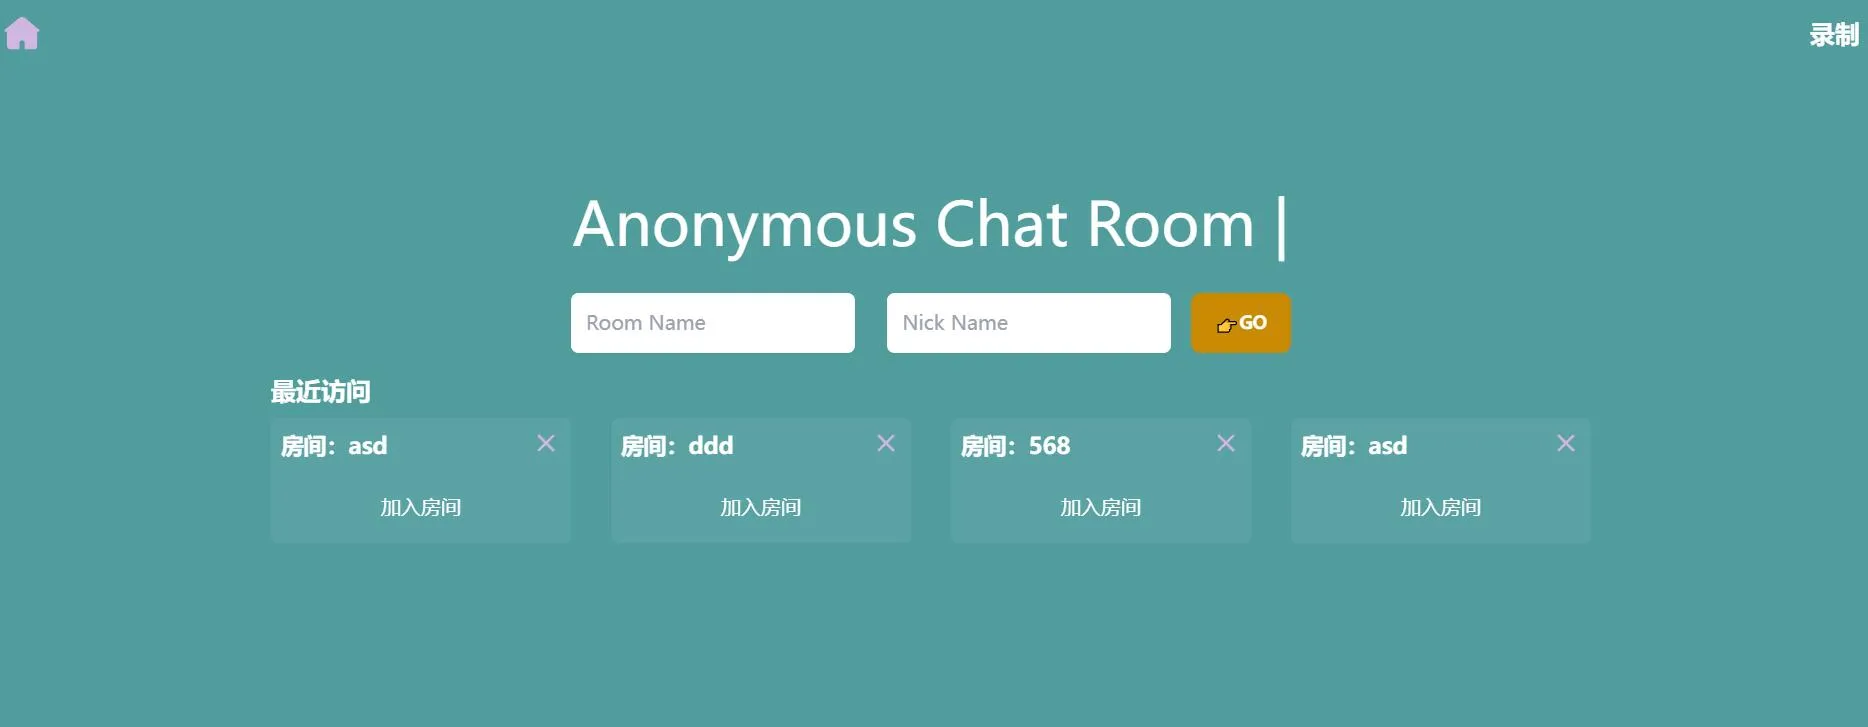 录制
Anonymous Chat Room |
Room Name
Nick Name
👉GO
最近访问
房间：asd
加入房间
房间：ddd
加入房间
房间：568
加入房间
房间：asd
加入房间